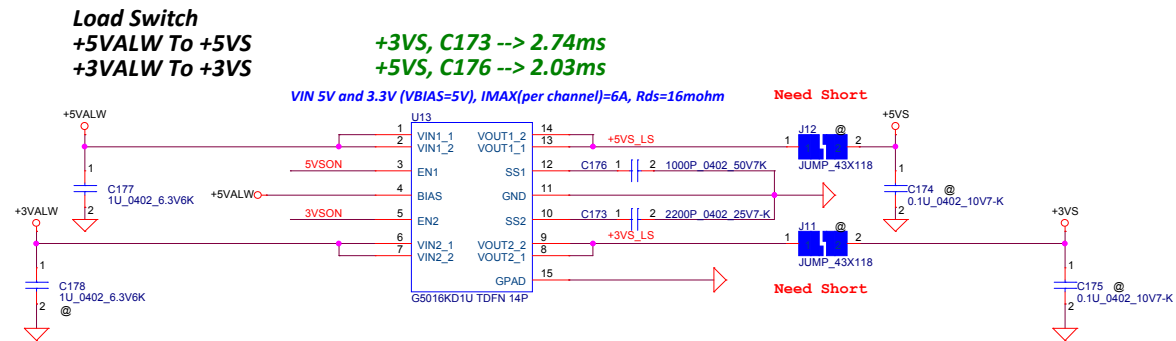 Load Switch
+5VALW To +5VS
+3VALW To +3VS
+3VS, C173 --> 2.74ms
+5VS, C176 --> 2.03ms
VIN 5V and 3.3V (VBIAS=5V), IMAX(per channel)=6A, Rds=16mohm
Need Short
+5VALW
U13
J12 @
+5VS
1 VIN1_1 VOUT1_2 14
2 VIN1_2 VOUT1_1 13
+5VS_LS
1 1 2 2
JUMP_43X118
5VSON 3 EN1 SS1 12 C176 1 2 1000P_0402_50V7K
1
C177
1U_0402_6.3V6K
2
+5VALW 4 BIAS GND 11
1
C174 @
0.1U_0402_10V7-K
2
+3VALW
3VSON 5 EN2 SS2 10 C173 1 2 2200P_0402_25V7-K
+3VS
6 VIN2_1 VOUT2_2 9
7 VIN2_2 VOUT2_1 8
+3VS_LS
J11 @
1 1 2 2
JUMP_43X118
GPAD 15
Need Short
G5016KD1U TDFN 14P
1
C178
1U_0402_6.3V6K
2 @
1
C175 @
0.1U_0402_10V7-K
2